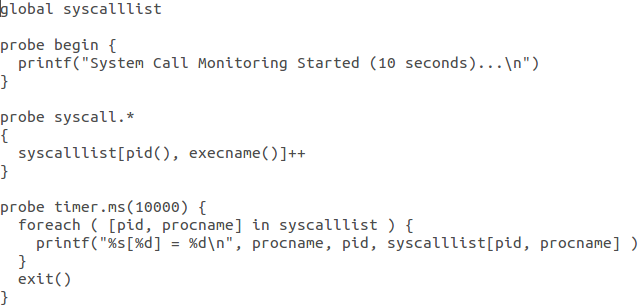 global syscalllist

probe begin {
  printf("System Call Monitoring Started (10 seconds)...\n")
}

probe syscall.*
{
  syscalllist[pid(), execname()]++
}

probe timer.ms(10000) {
  foreach ( [pid, procname] in syscalllist ) {
    printf("%s[%d] = %d\n", procname, pid, syscalllist[pid, procname] )
  }
  exit()
}